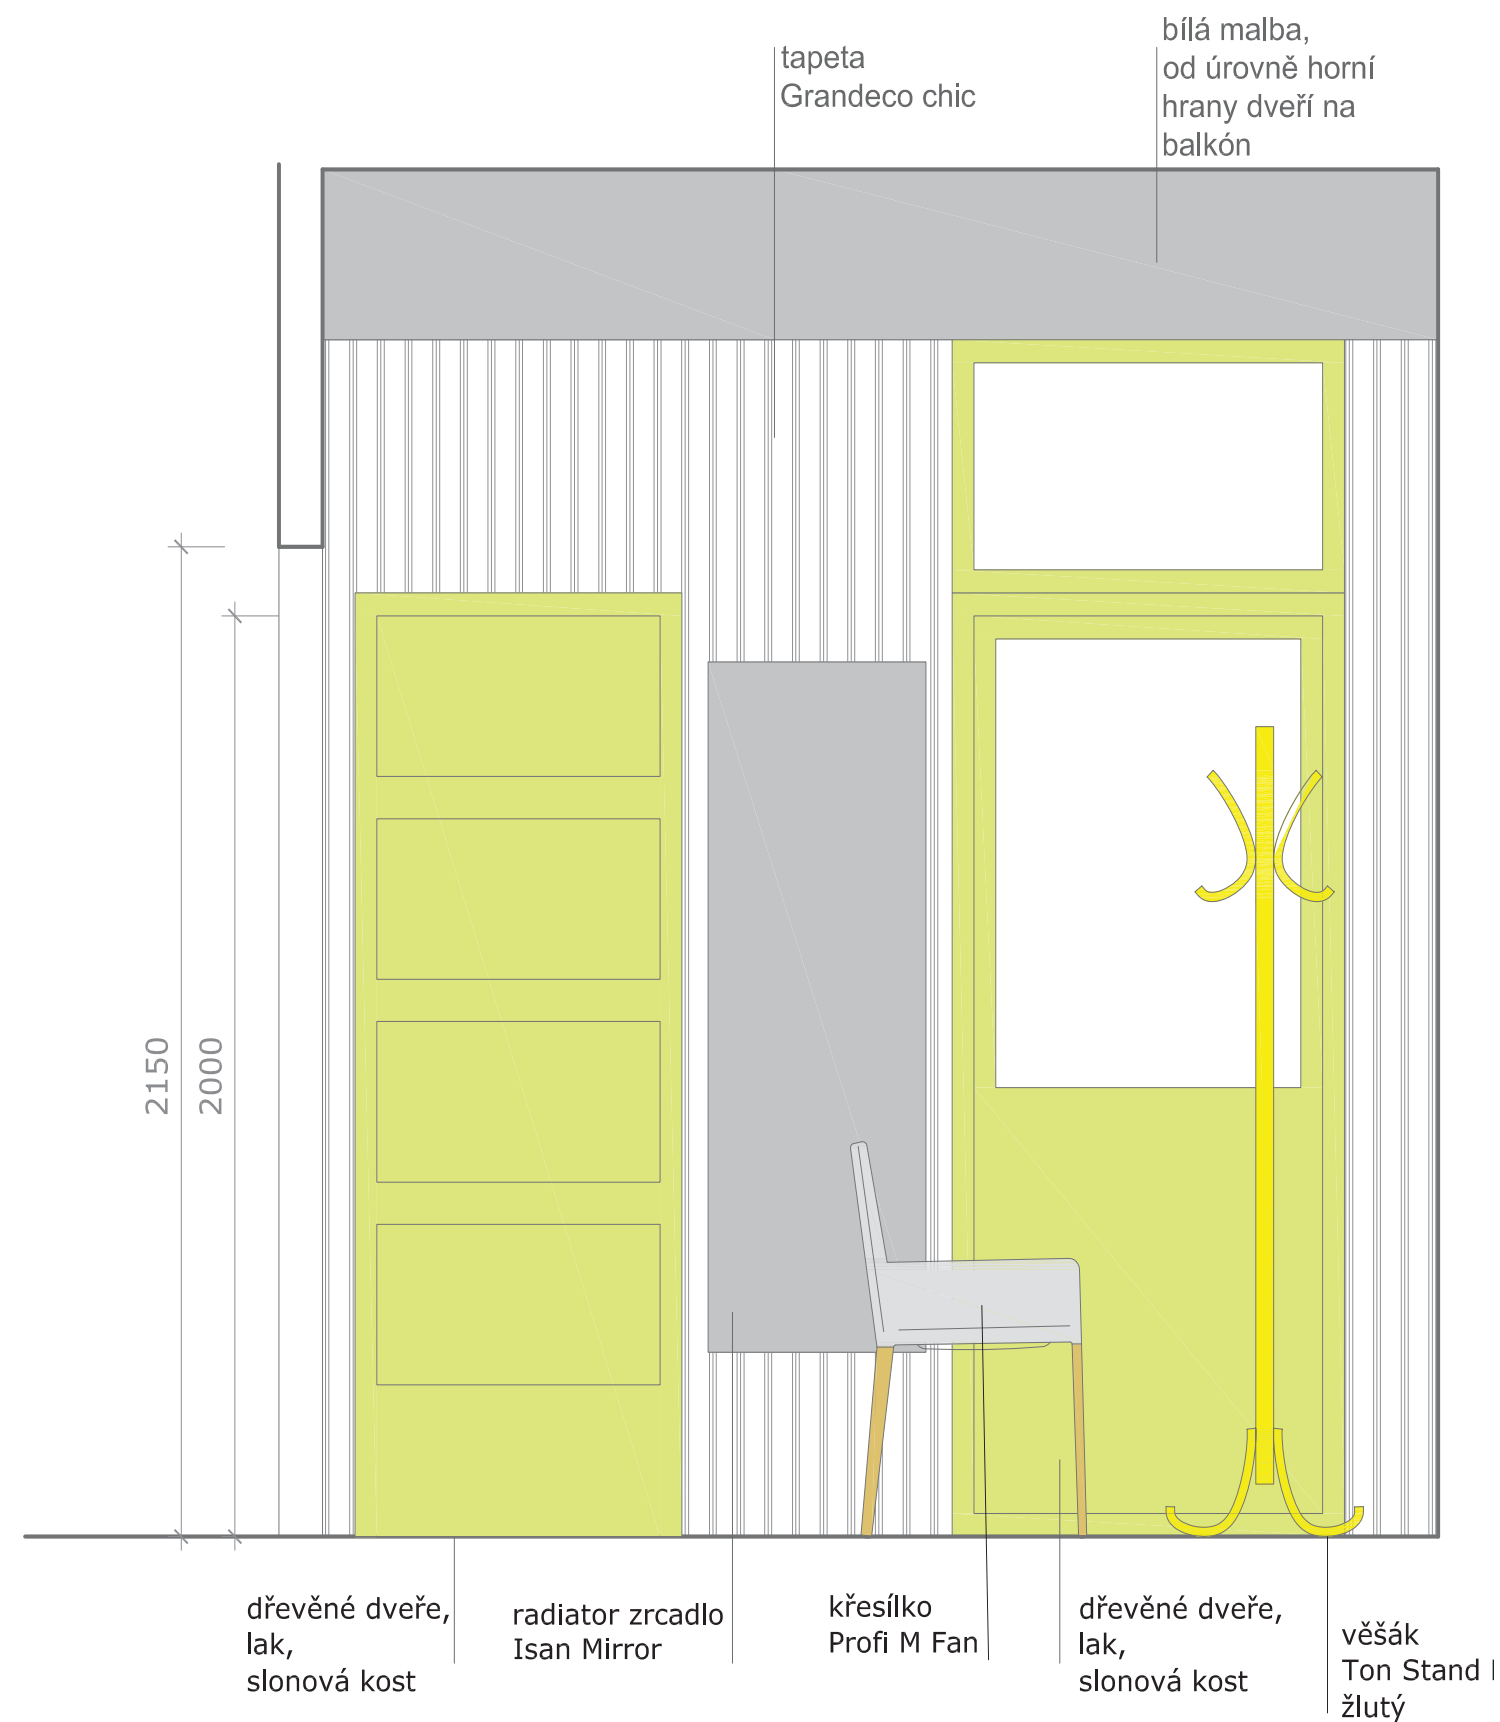 tapeta
Grandeco chic
bílá malba,
od úrovně horní
hrany dveří na
balkón
2150
2000
dřevěné dveře,
lak,
slonová kost
radiator zrcadlo
Isan Mirror
křesílko
Profi M Fan
dřevěné dveře,
lak,
slonová kost
věšák
Ton Stand
žlutý